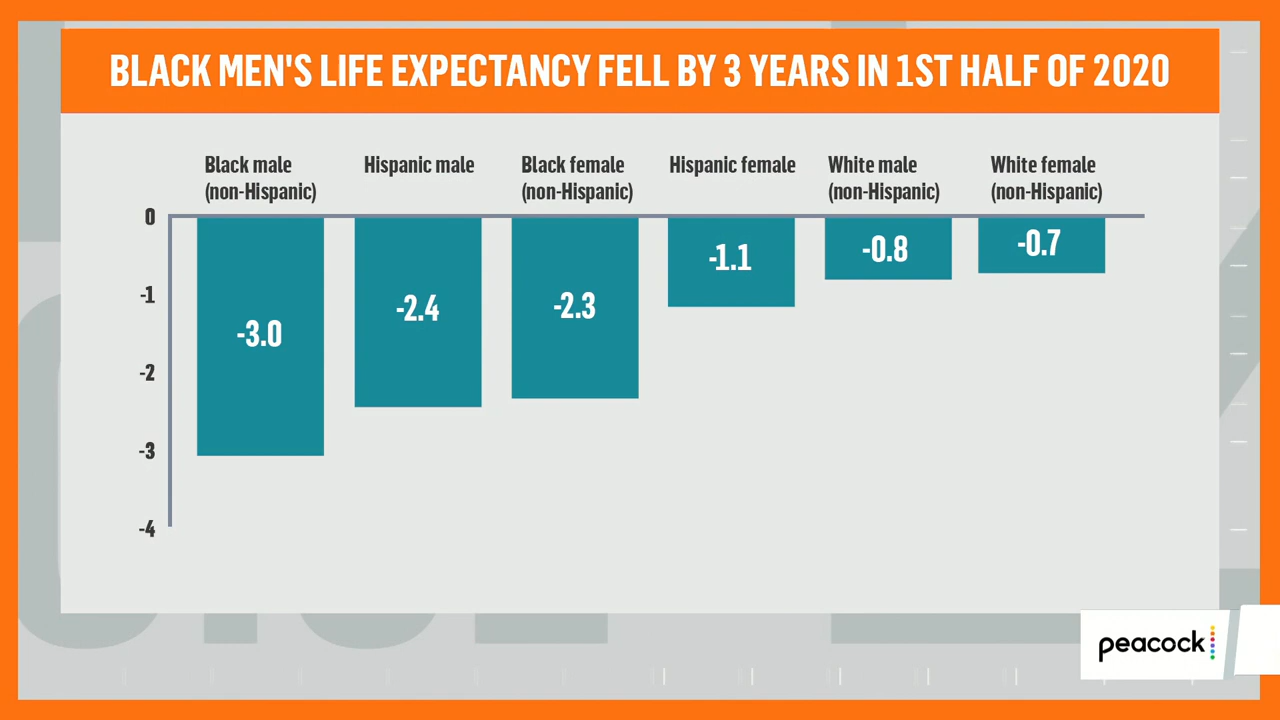 BLACK MEN'S LIFE EXPECTANCY FELL BY 3 YEARS IN 1ST HALF OF 2020
Black male
(non-Hispanic)
Hispanic male
Black female
(non-Hispanic)
Hispanic female
White male
(non-Hispanic)
White female
(non-Hispanic)
0
-1
-2
-3
-4
-3.0
-2.4
-2.3
-1.1
-0.8
-0.7
peacock